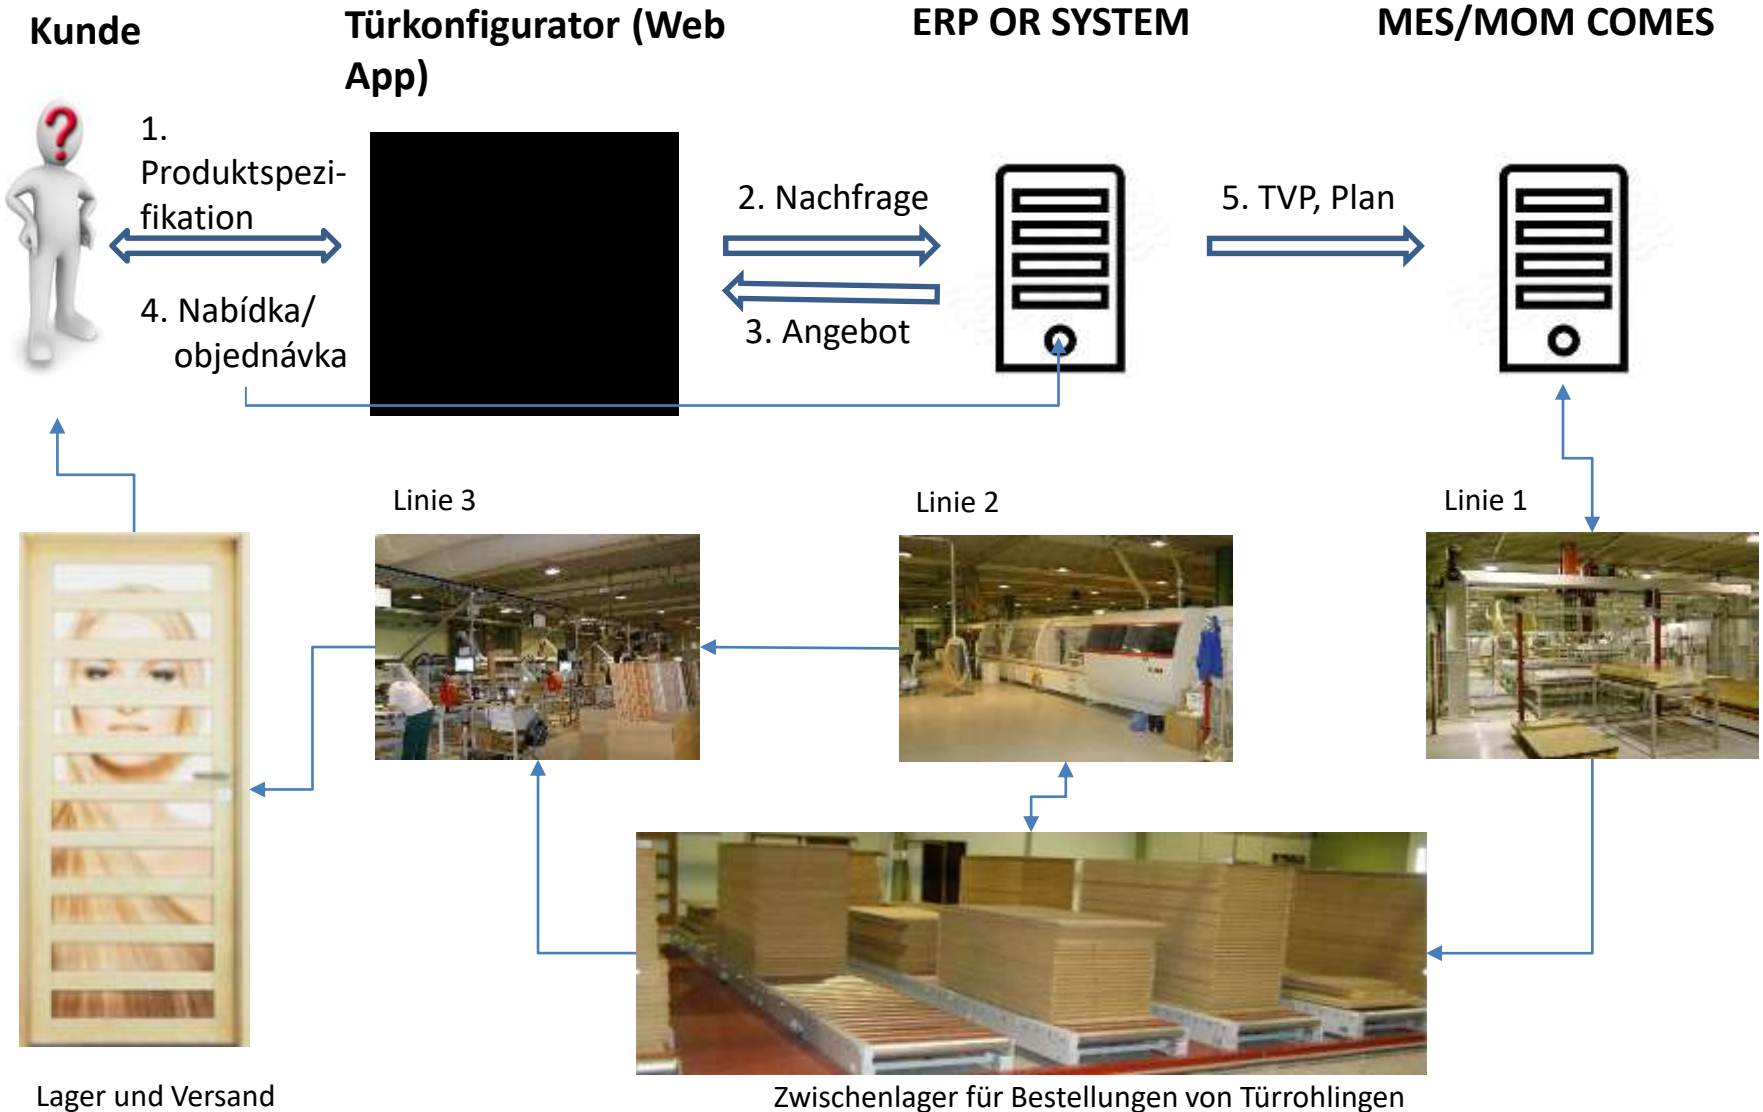 Kunde
Türkonfigurator (Web
App)
ERP OR SYSTEM
MES/MOM COMES
1.
Produktspezi-
fikation
2. Nachfrage
5. TVP, Plan
4. Nabídka/
objednávka
3. Angebot
Linie 3
Linie 2
Linie 1
Lager und Versand
Zwischenlager für Bestellungen von Türrohlingen